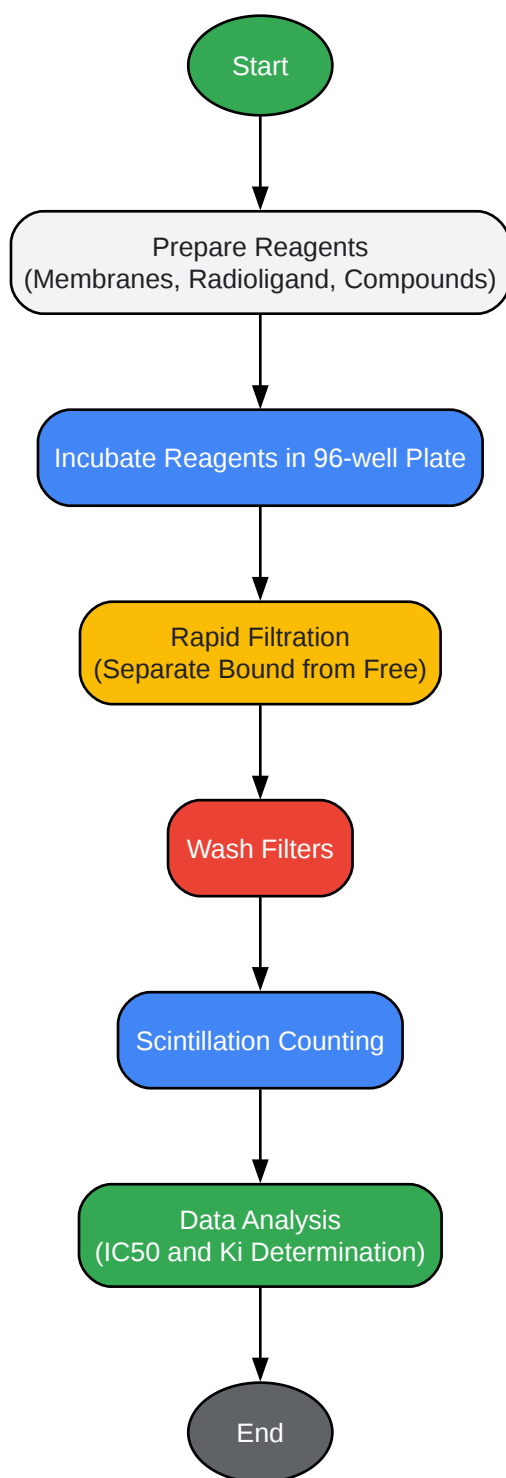 Start
Prepare Reagents
(Membranes, Radioligand, Compounds)
Incubate Reagents in 96-well Plate
Rapid Filtration
(Separate Bound from Free)
Wash Filters
Scintillation Counting
Data Analysis
(IC50 and Ki Determination)
End